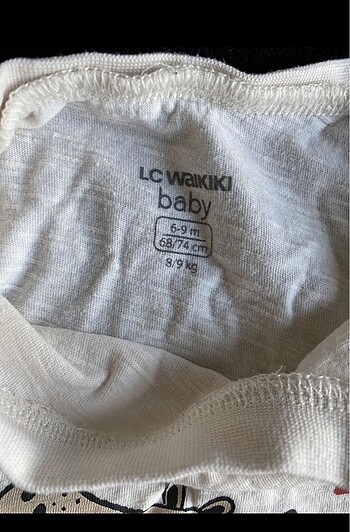 LC WAIKIKI
baby
6-9 m
68/74 cm
8/9 kg